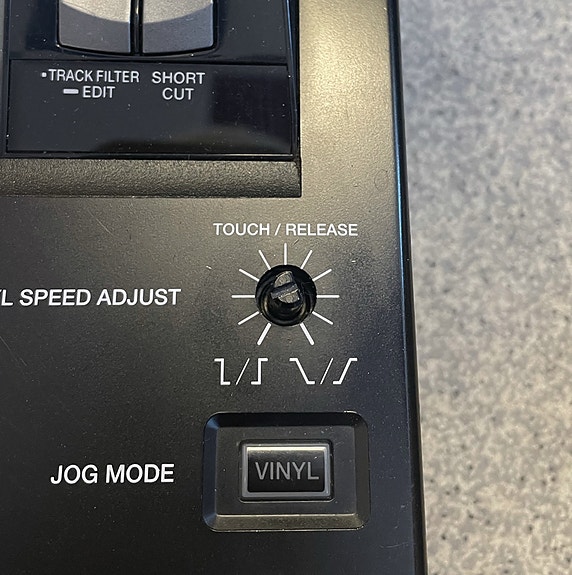 •TRACK FILTER
▬EDIT
SHORT
CUT
TOUCH / RELEASE
L SPEED ADJUST
JOG MODE
VINYL